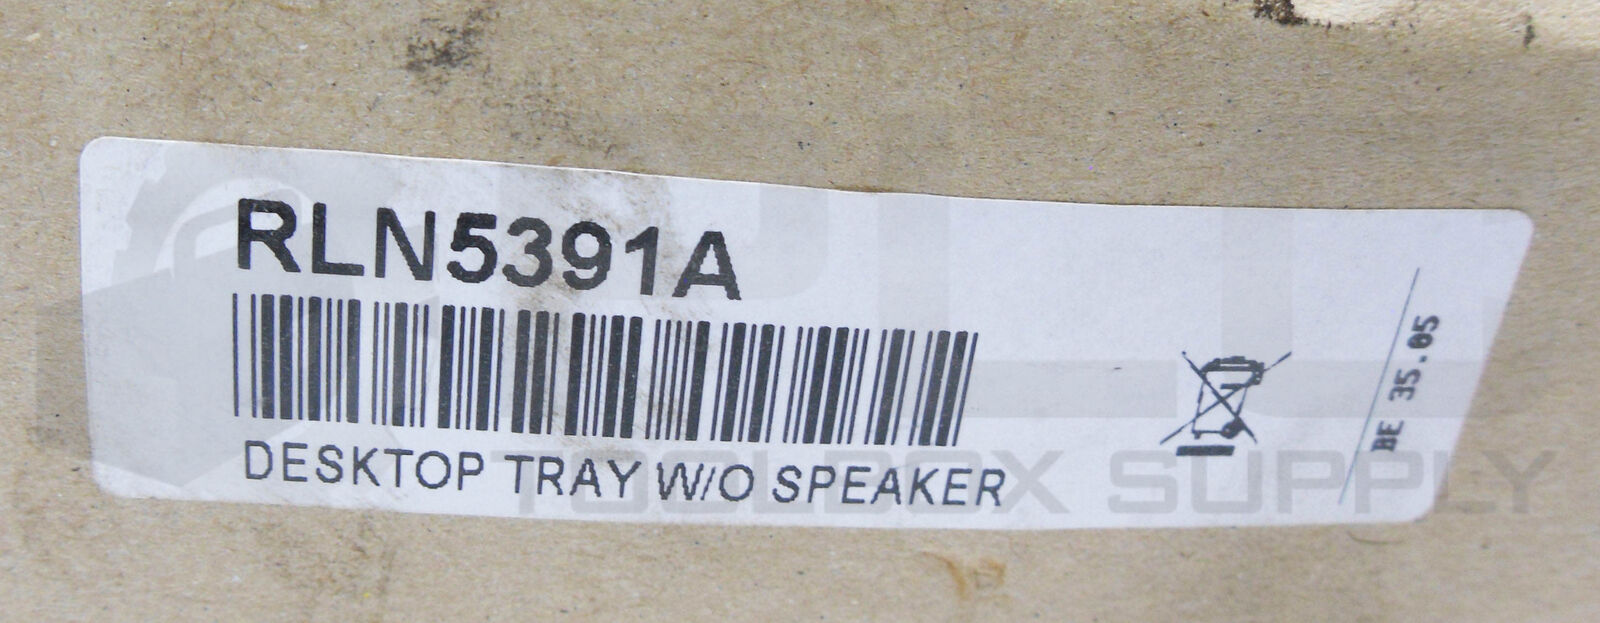 RLN5391A
DESKTOP TRAY W/O SPEAKER
BE 35.05
TOOLBOX SUPPLY